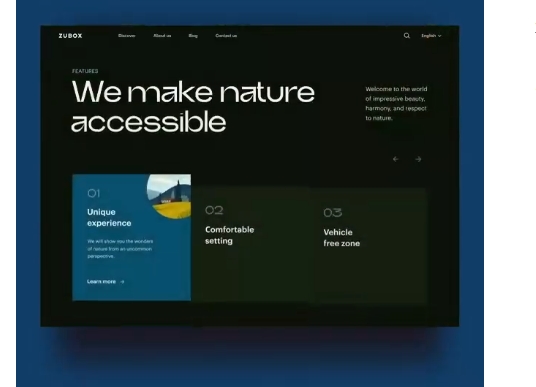 ZUBOX
Discover
About us
Blog
Contact us
English
FEATURES
We make nature
accessible
Welcome to the world
of impressive beauty,
harmony, and respect
to nature.
01
Unique
experience
We will show you the wonders
of nature from an uncommon
perspective.
Learn more
02
Comfortable
setting
03
Vehicle
free zone